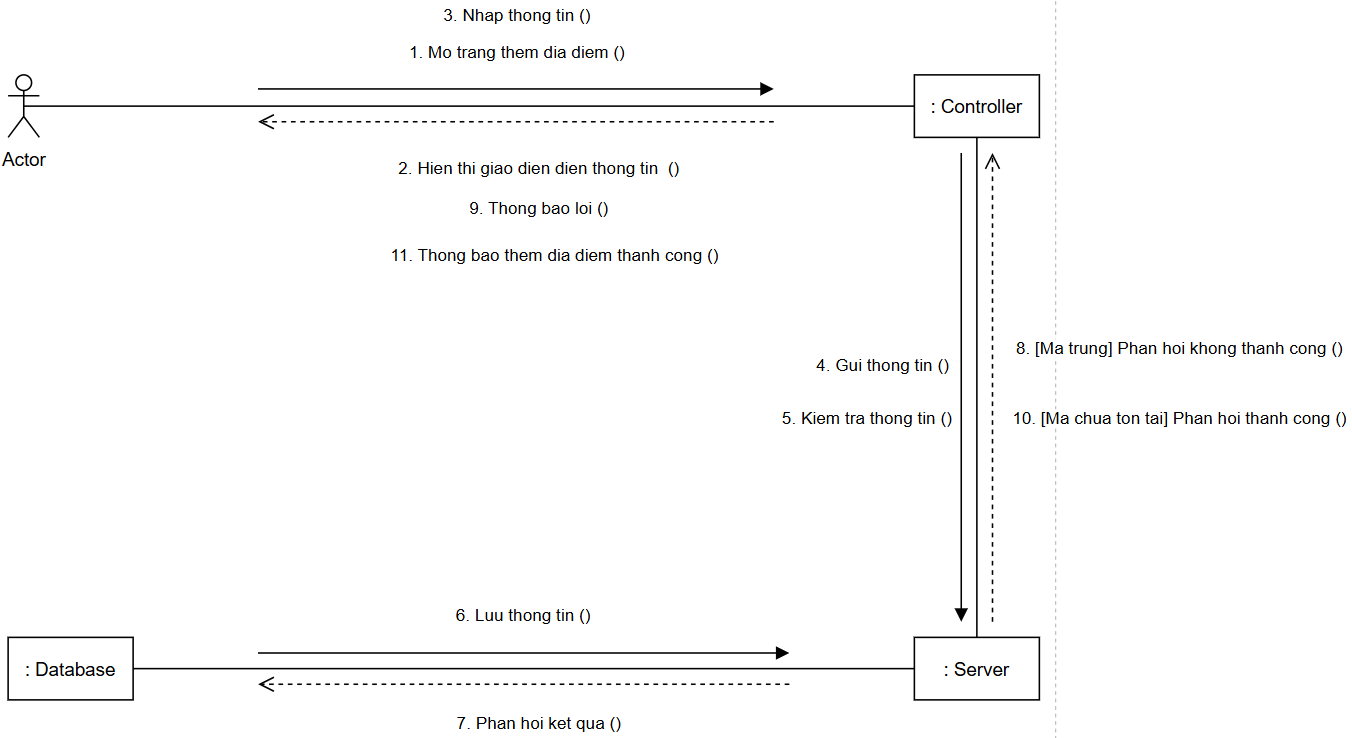 3. Nhap thong tin ()
1. Mo trang them dia diem ()
: Controller
Actor
2. Hien thi giao dien dien thong tin  ()
9. Thong bao loi ()
11. Thong bao them dia diem thanh cong ()
8. [Ma trung] Phan hoi khong thanh cong ()
4. Gui thong tin ()
5. Kiem tra thong tin ()
10. [Ma chua ton tai] Phan hoi thanh cong ()
6. Luu thong tin ()
: Database
: Server
7. Phan hoi ket qua ()